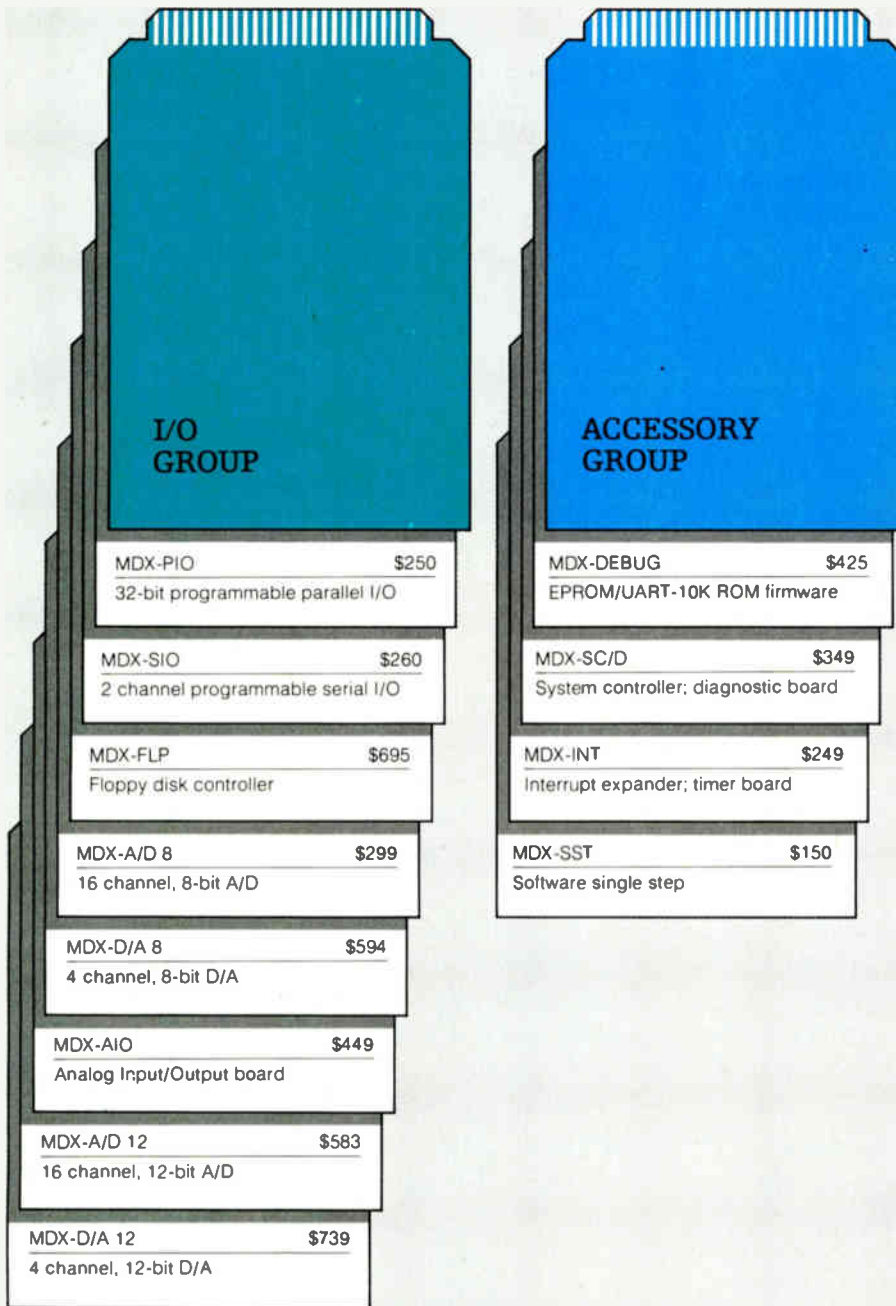 I/O
GROUP
MDX-PIO $250
32-bit programmable parallel I/O
MDX-SIO $260
2 channel programmable serial I/O
MDX-FLP $695
Floppy disk controller
MDX-A/D 8 $299
16 channel, 8-bit A/D
MDX-D/A 8 $594
4 channel, 8-bit D/A
MDX-AIO $449
Analog Input/Output board
MDX-A/D 12 $583
16 channel, 12-bit A/D
MDX-D/A 12 $739
4 channel, 12-bit D/A
ACCESSORY
GROUP
MDX-DEBUG $425
EPROM/UART-10K ROM firmware
MDX-SC/D $349
System controller; diagnostic board
MDX-INT $249
Interrupt expander; timer board
MDX-SST $150
Software single step